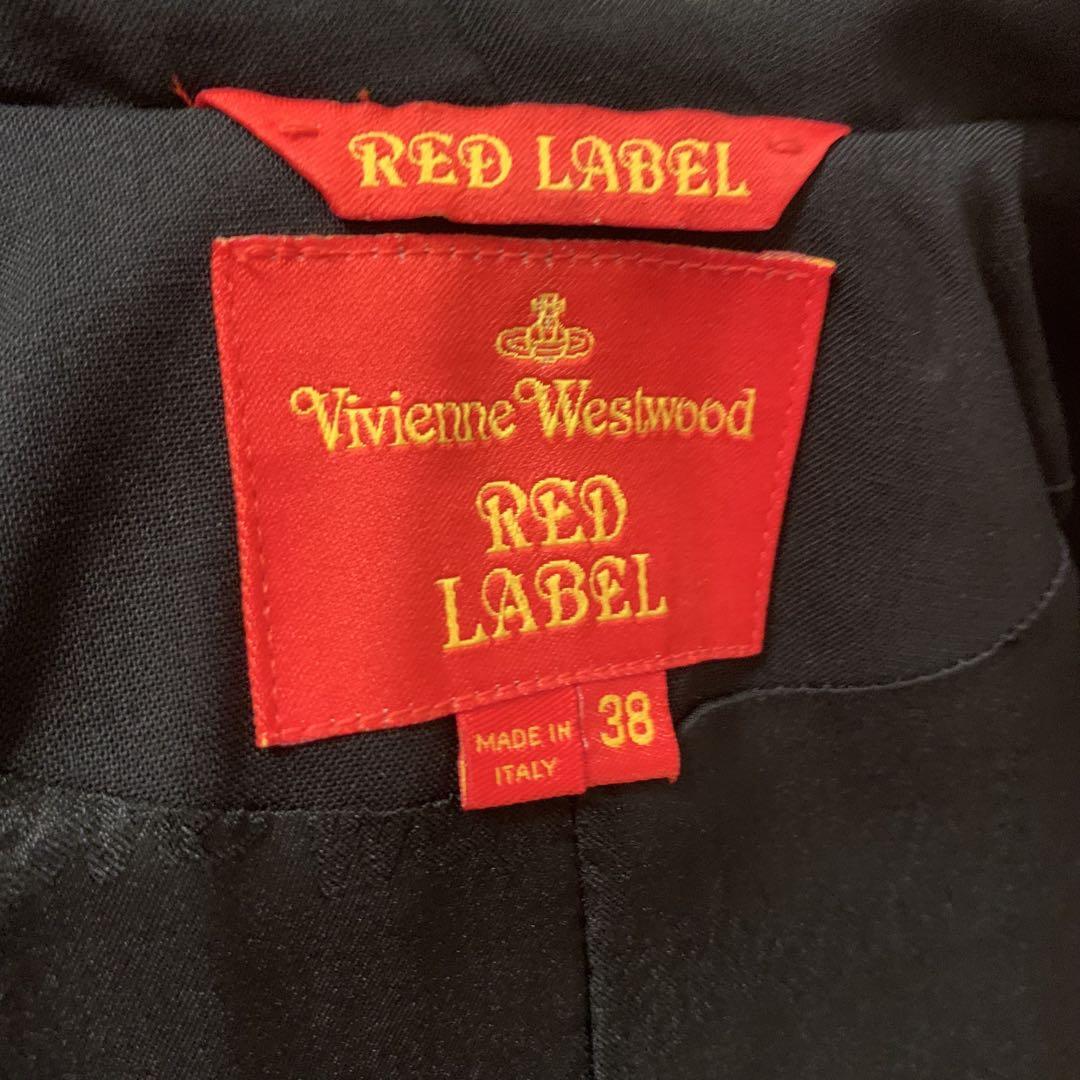 RED LABEL
Vivienne Westwood
RED
LABEL
MADE IN
ITALY
38